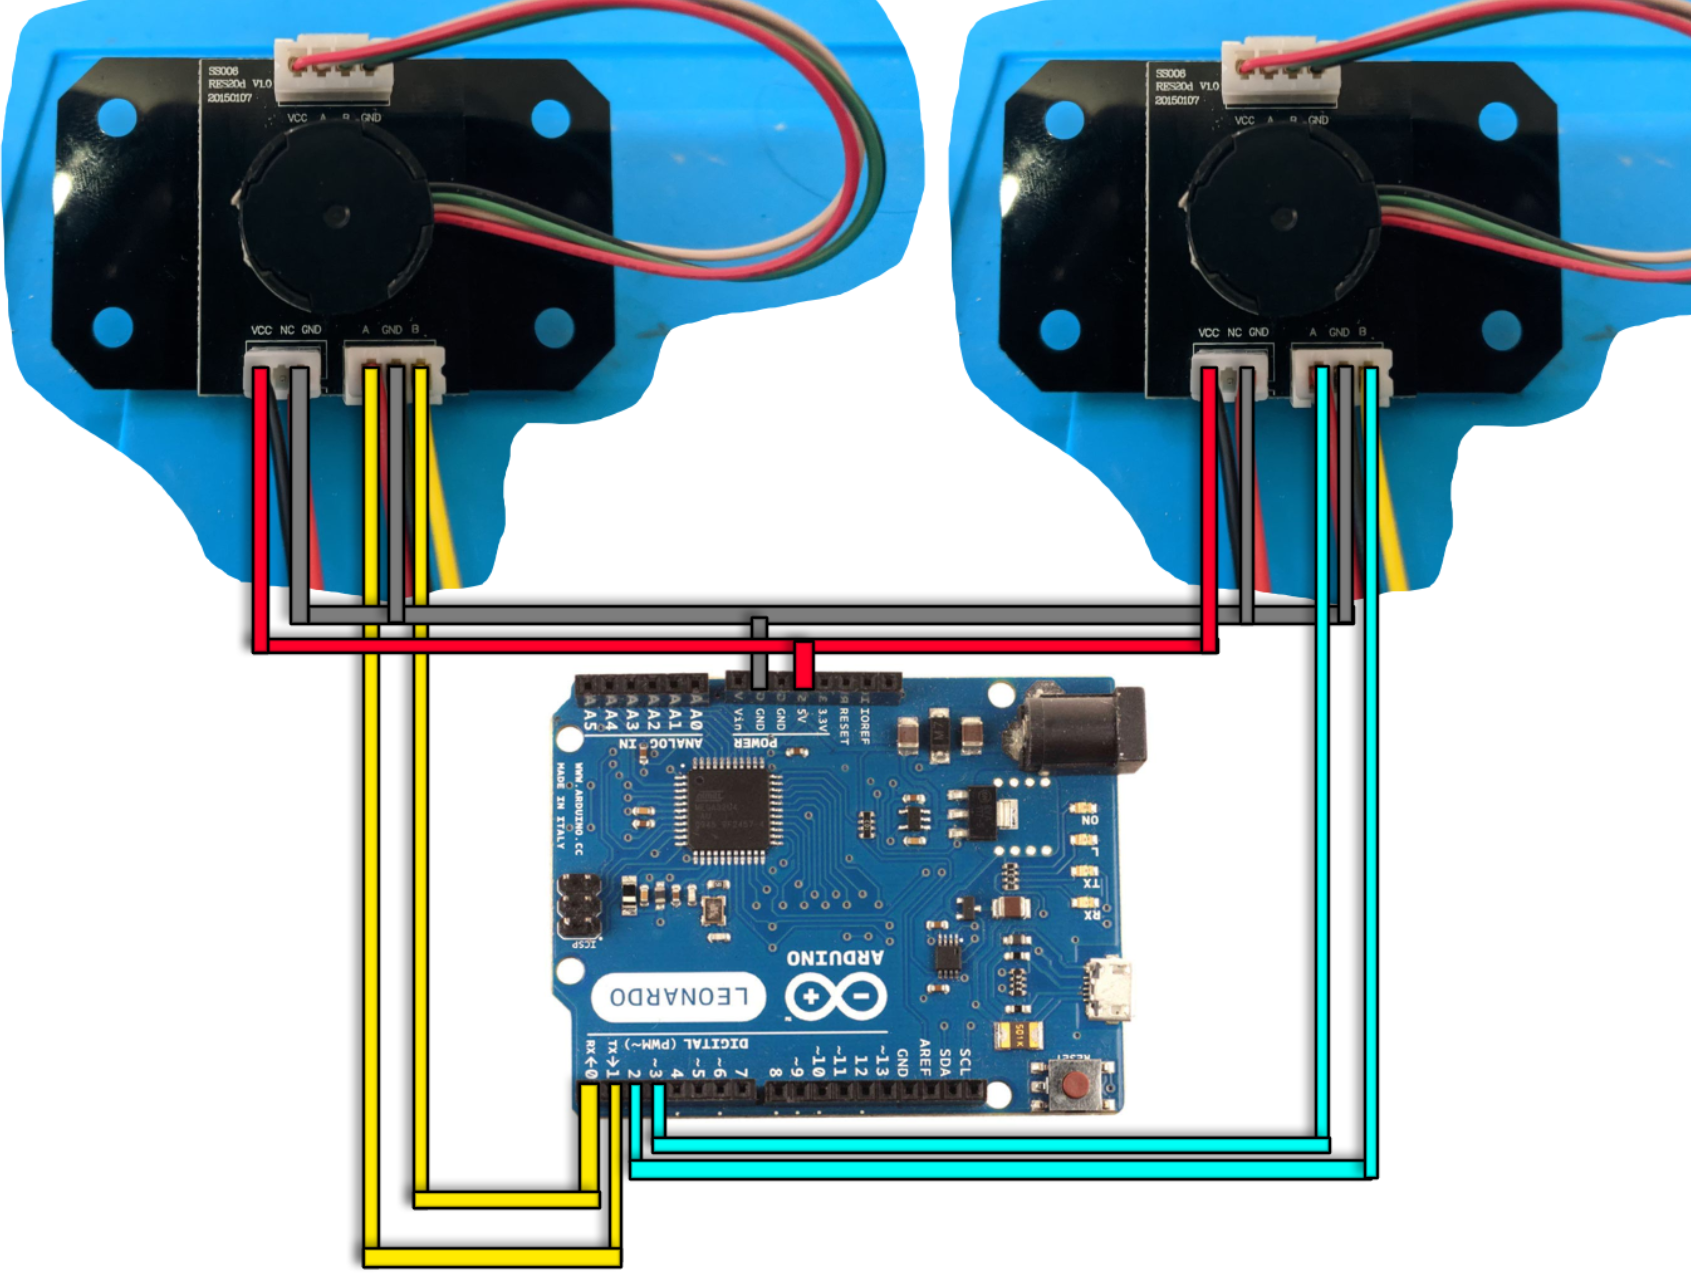 SS006
RES20d V1.0
20150107
VCC A B GND
VCC NC GND
A GND B
SS006
RES20d V1.0
20150107
VCC A B GND
VCC NC GND
A GND B
A5
A4
A3
A2
A1
A0
Vin
GND
GND
5V
3.3V
RESET
IOREF
ANALOG IN
POWER
WWW.ARDUINO.CC
MADE IN ITALY
ON
L
TX
RX
ICSP
ARDUINO
LEONARDO
501K
DIGITAL (PWM~)
RX←0
TX→1
2
~3
4
~5
~6
7
8
~9
~10
~11
12
~13
GND
AREF
SDA
SCL
RESET